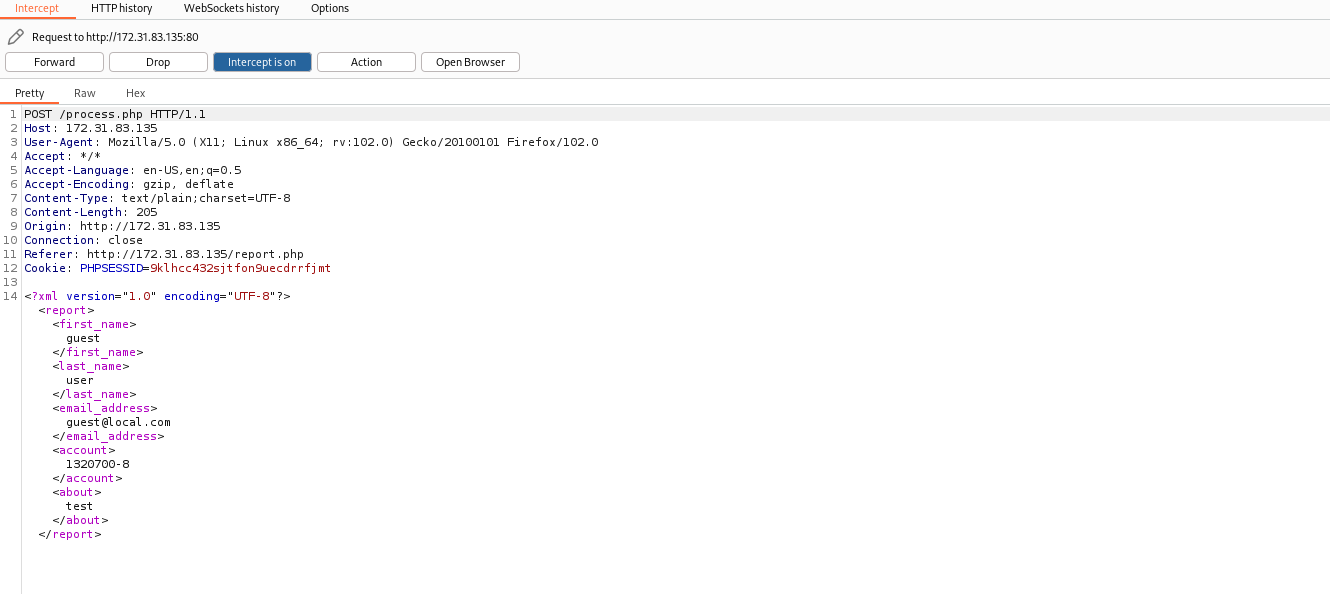 Intercept HTTP history WebSockets history Options
Request to http://172.31.83.135:80
Forward Drop Intercept is on Action Open Browser
Pretty Raw Hex
1 POST /process.php HTTP/1.1
2 Host: 172.31.83.135
3 User-Agent: Mozilla/5.0 (X11; Linux x86_64; rv:102.0) Gecko/20100101 Firefox/102.0
4 Accept: */*
5 Accept-Language: en-US,en;q=0.5
6 Accept-Encoding: gzip, deflate
7 Content-Type: text/plain;charset=UTF-8
8 Content-Length: 205
9 Origin: http://172.31.83.135
10 Connection: close
11 Referer: http://172.31.83.135/report.php
12 Cookie: PHPSESSID=9klhcc432sjtfon9uecdrrfjmt
13
14 <?xml version="1.0" encoding="UTF-8"?>
<report>
<first_name>
guest
</first_name>
<last_name>
user
</last_name>
<email_address>
guest@local.com
</email_address>
<account>
1320700-8
</account>
<about>
test
</about>
</report>